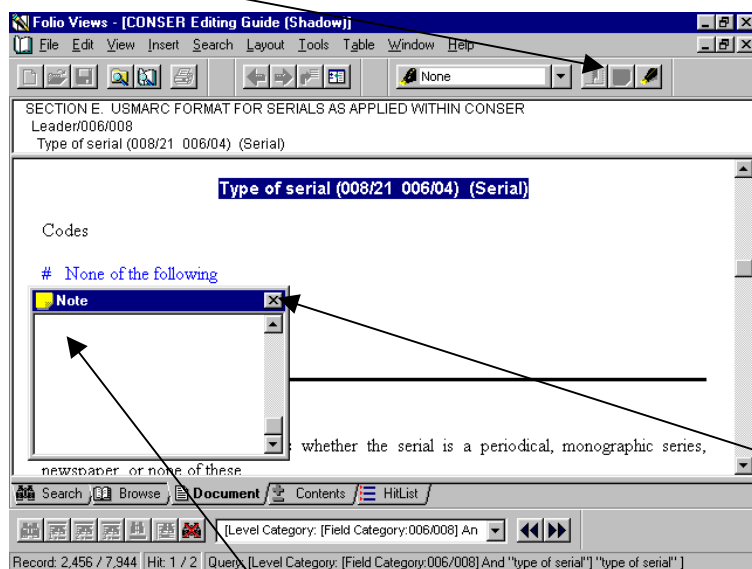 Folio Views - [CONSER Editing Guide (Shadow)]
File Edit View Insert Search Layout Tools Table Window Help
None
SECTION E. USMARC FORMAT FOR SERIALS AS APPLIED WITHIN CONSER
Leader/006/008
Type of serial (008/21 006/04) (Serial)
Type of serial (008/21 006/04) (Serial)
Codes
# None of the following
Note
whether the serial is a periodical, monographic series,
newspaper, or none of these
Search Browse Document Contents HitList
[Level Category: [Field Category:006/008] An
Record: 2,456 / 7,944 Hit: 1 / 2 Query: [Level Category: [Field Category:006/008] And "type of serial"] "type of serial" ]